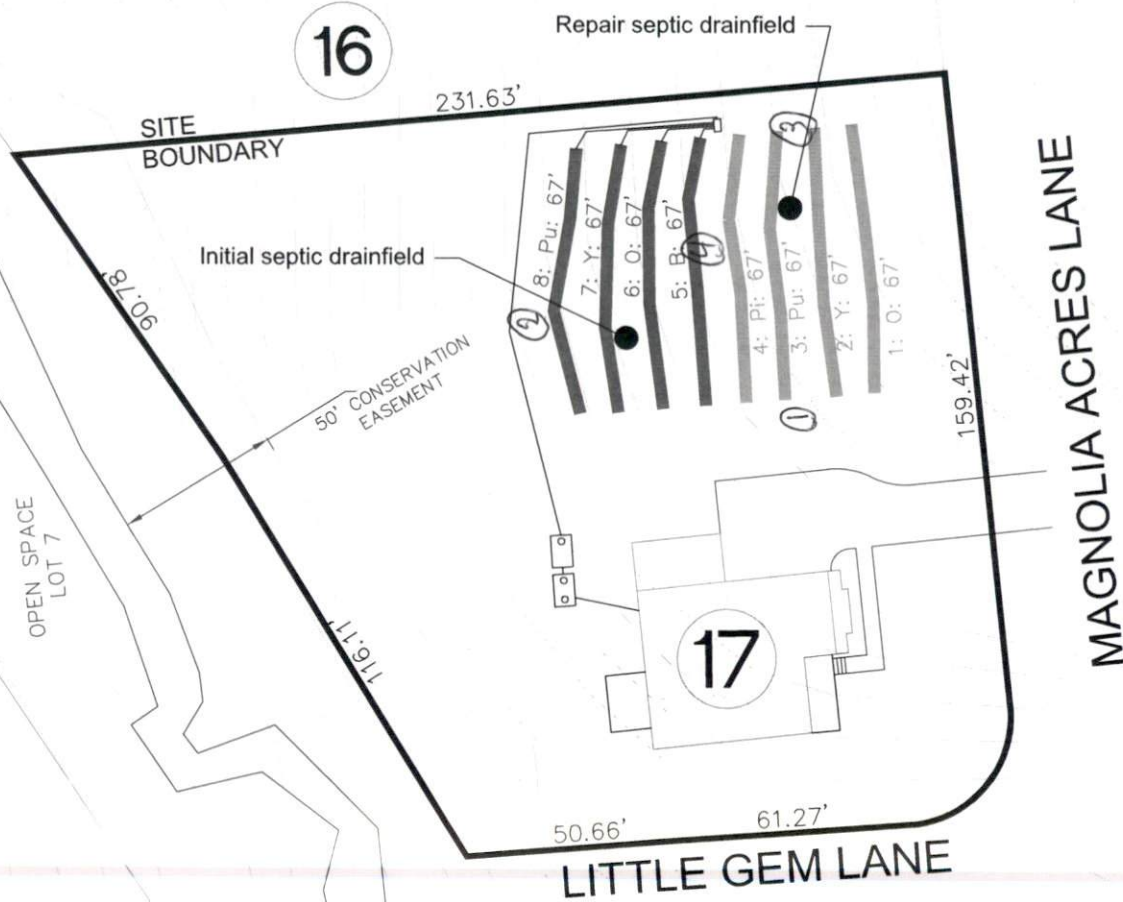 16
Repair septic drainfield
231.63'
SITE
BOUNDARY
3
Initial septic drainfield
8: Pu: 67'
7: Y: 67'
6: O: 67'
5: B: 67'
4
4: Pi: 67'
3: Pu: 67'
2: Y: 67'
1: O: 67'
2
1
90.78'
50' CONSERVATION
EASEMENT
159.42'
MAGNOLIA ACRES LANE
OPEN SPACE
LOT 7
116.11'
17
50.66'
61.27'
LITTLE GEM LANE